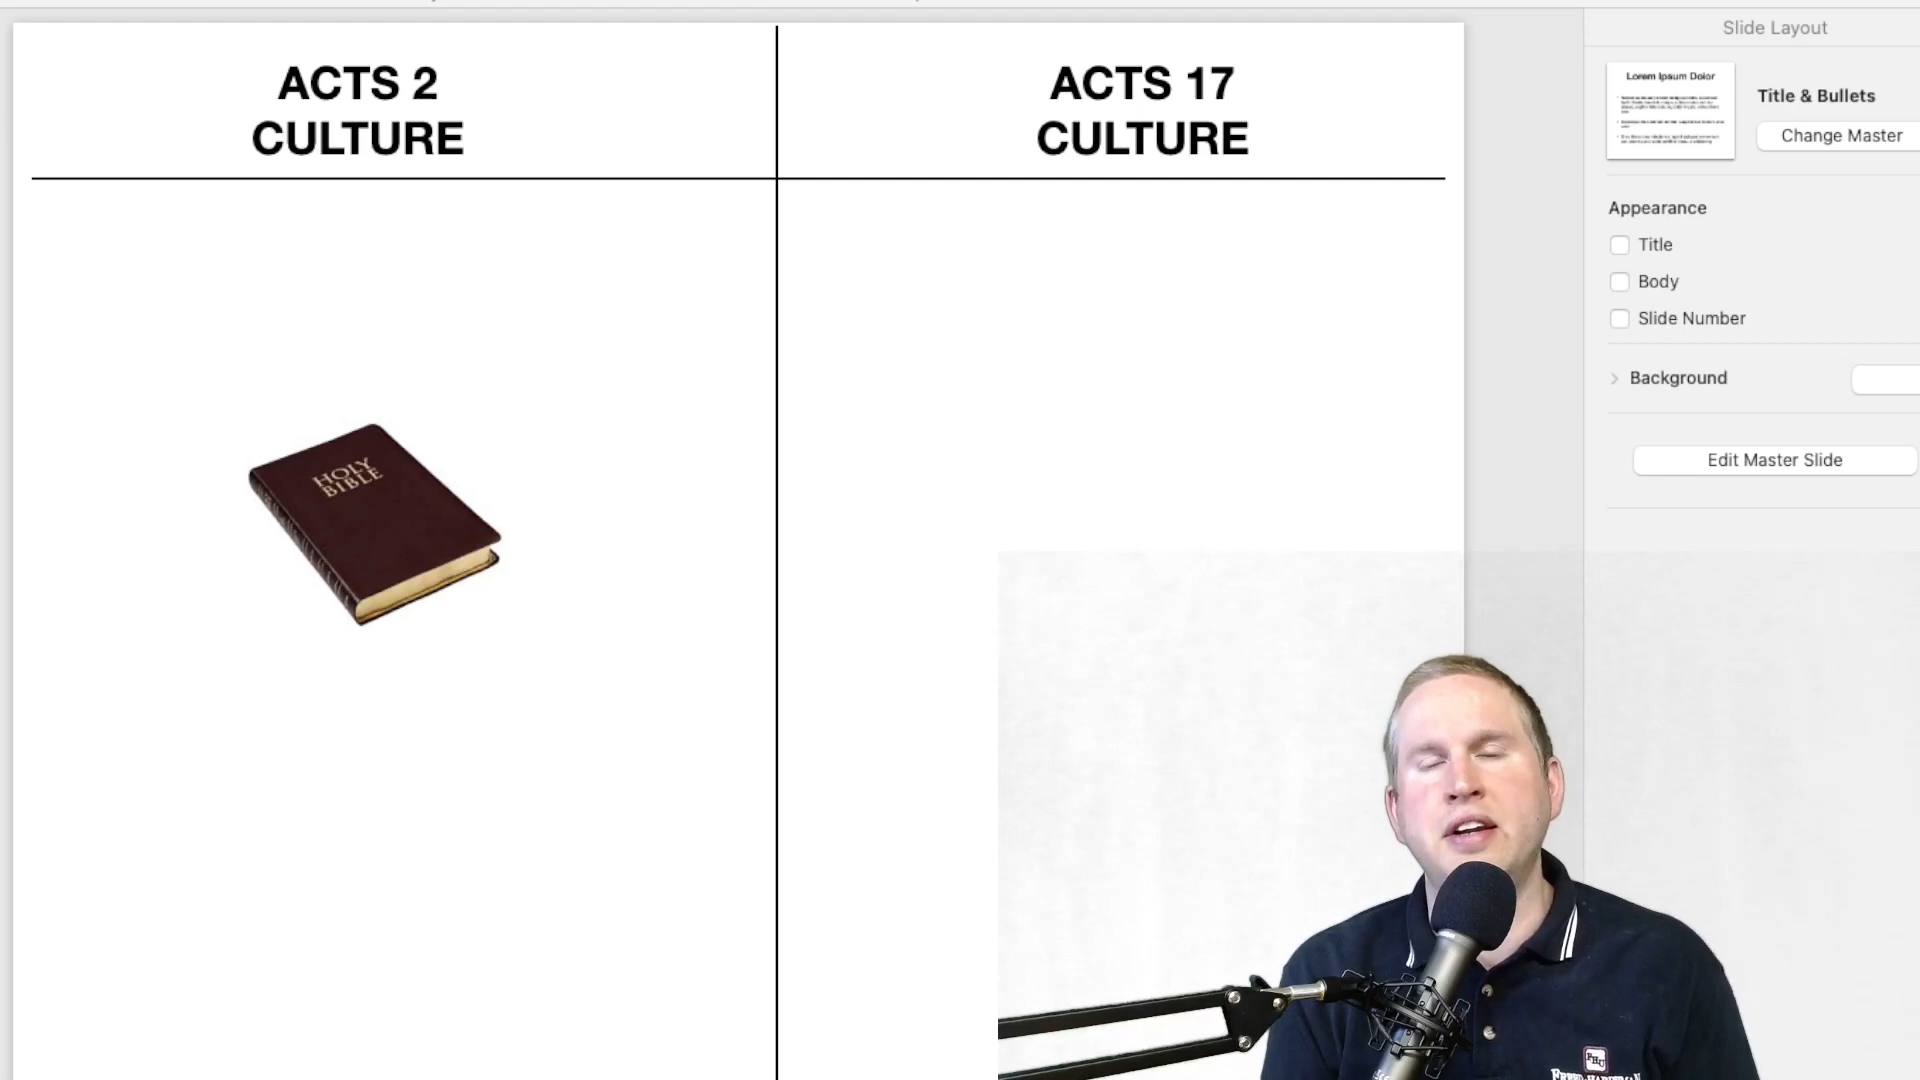 ACTS 2
CULTURE
ACTS 17
CULTURE
HOLY
BIBLE
Slide Layout
Lorem Ipsum Dolor
Title & Bullets
Change Master
Appearance
Title
Body
Slide Number
Background
Edit Master Slide
FHU